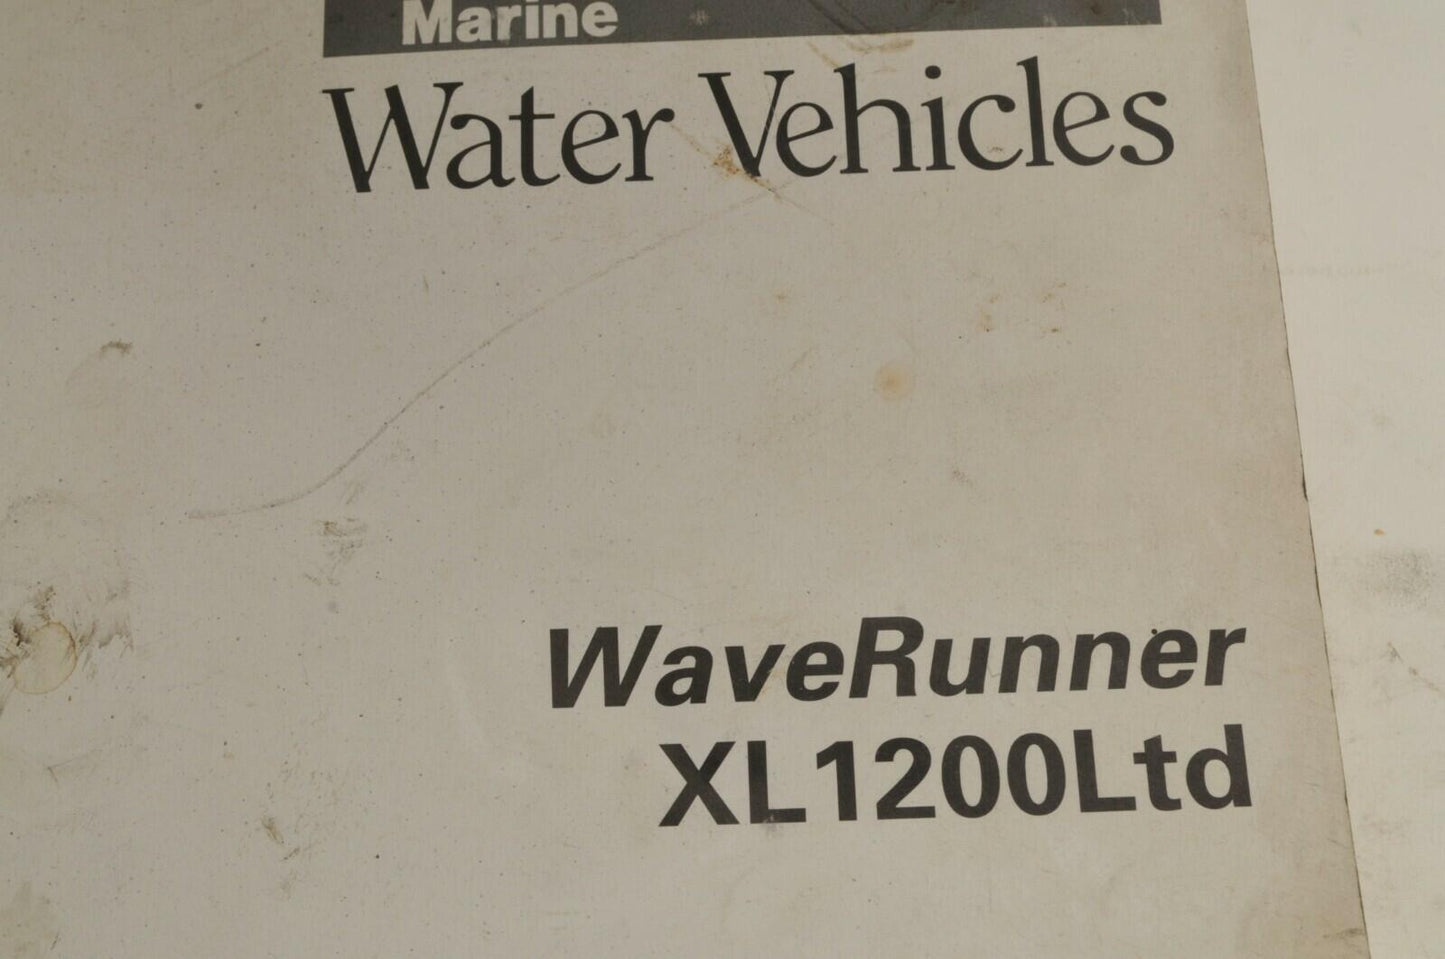 Marine
Water Vehicles
WaveRunner
XL1200Ltd